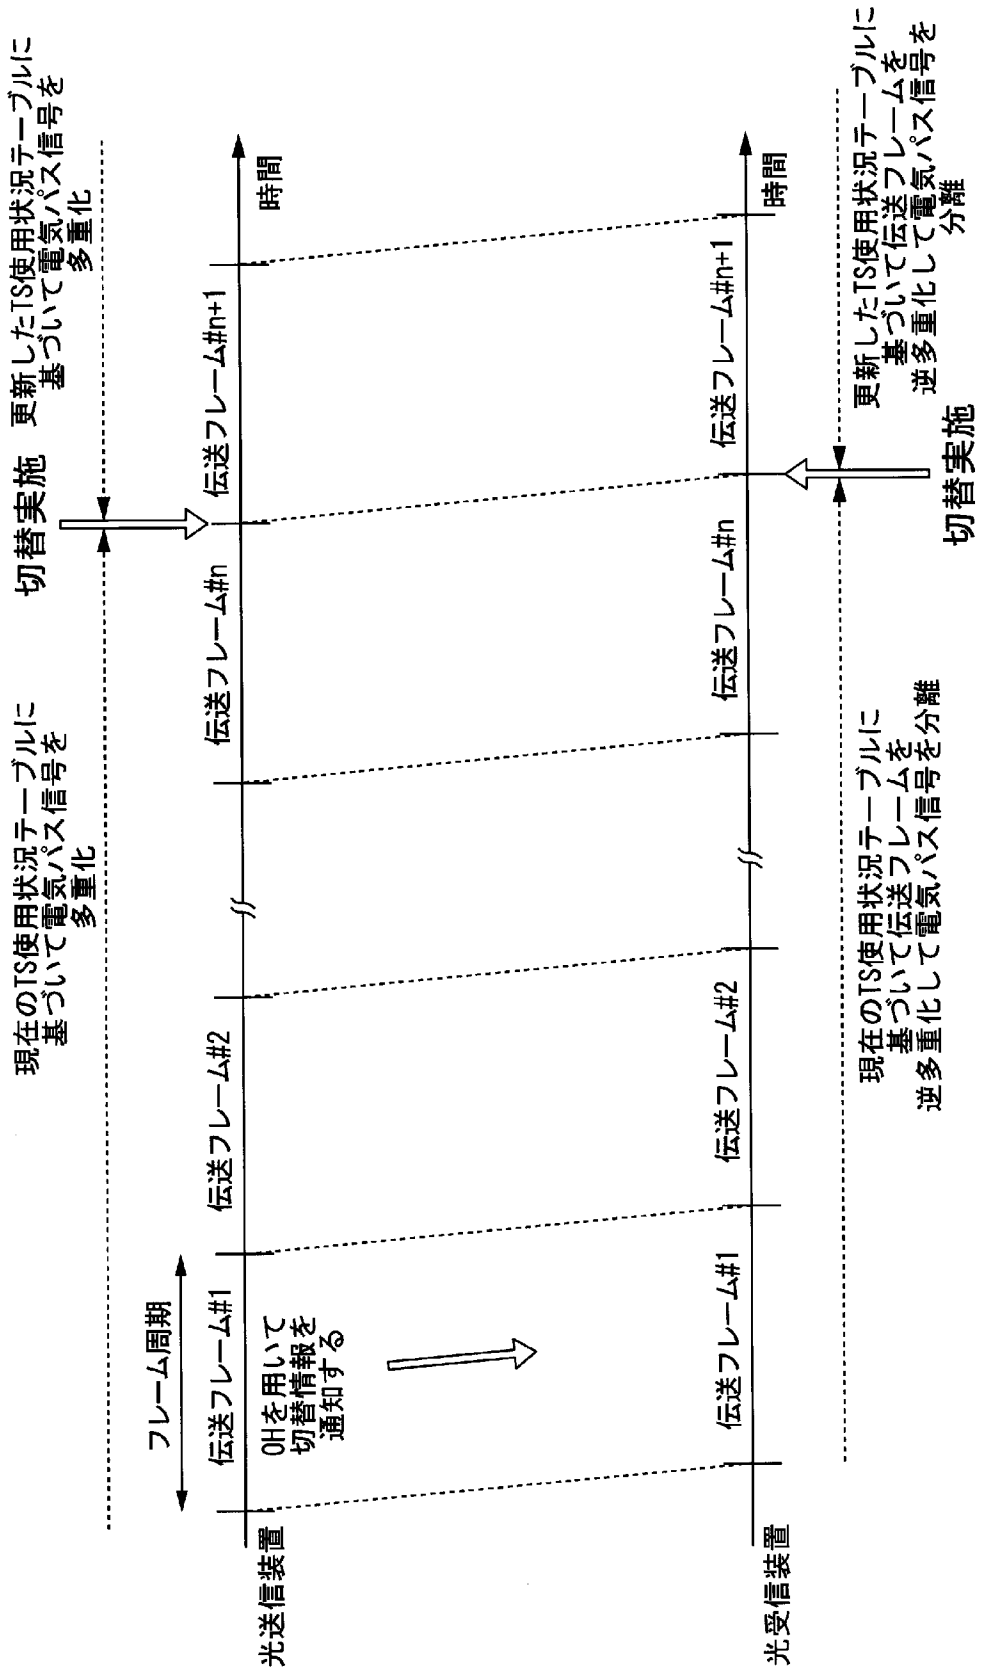 現在のTS使用状況テーブルに
基づいて電気パス信号を
多重化
切替実施
更新したTS使用状況テーブルに
基づいて電気パス信号を
多重化
フレーム周期
光送信装置
伝送フレーム#1
伝送フレーム#2
伝送フレーム#n
伝送フレーム#n+1
時間
OHを用いて
切替情報を
通知する
光受信装置
伝送フレーム#1
伝送フレーム#2
伝送フレーム#n
伝送フレーム#n+1
時間
現在のTS使用状況テーブルに
基づいて伝送フレームを
逆多重化して電気パス信号を分離
切替実施
更新したTS使用状況テーブルに
基づいて伝送フレームを
逆多重化して電気パス信号を
分離